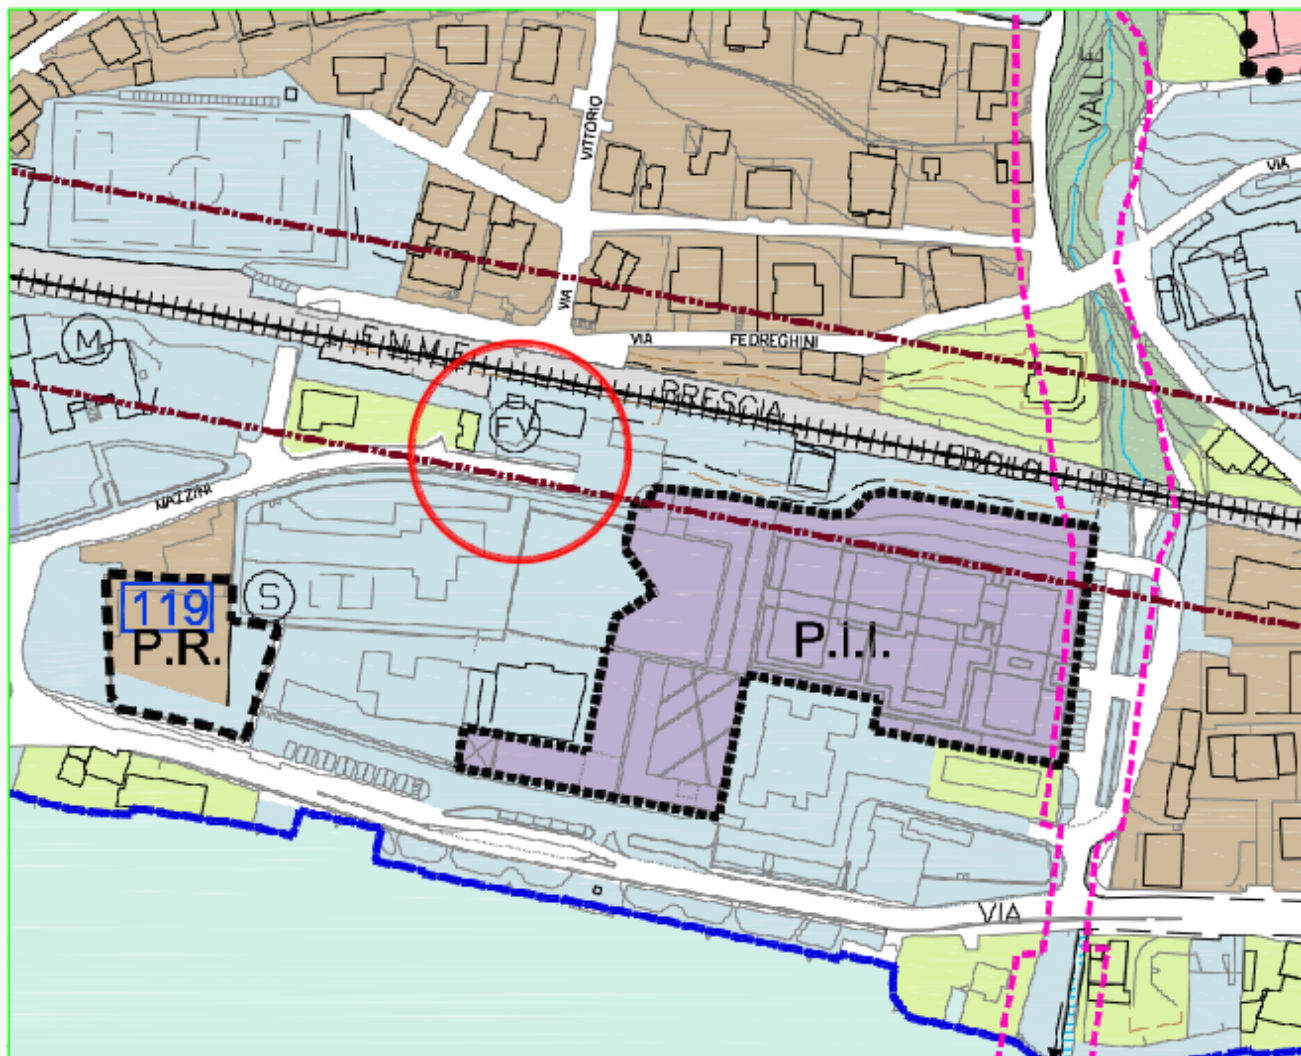 VALLE
VITTORIO
VIA
VIA
VIA
FEDREGHINI
M
F.N.M.E.
BRESCIA
FV
EDOLO
MAZZINI
119
S
P.R.
P.i.i.
VIA